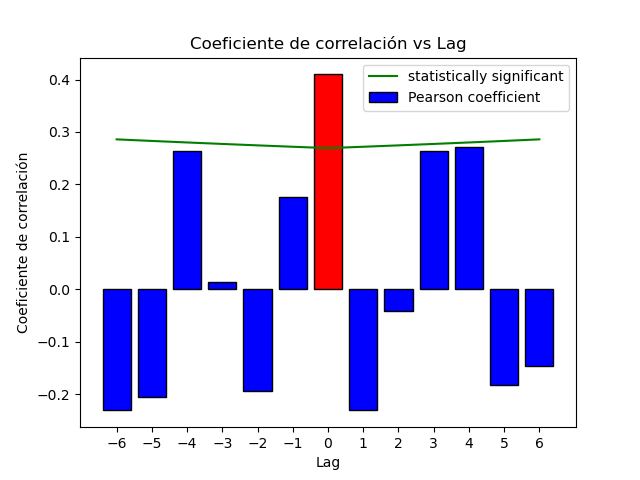 Coeficiente de correlación vs Lag
statistically significant
Pearson coefficient
Coeficiente de correlación
0.4
0.3
0.2
0.1
0.0
−0.1
−0.2
−6 −5 −4 −3 −2 −1 0 1 2 3 4 5 6
Lag